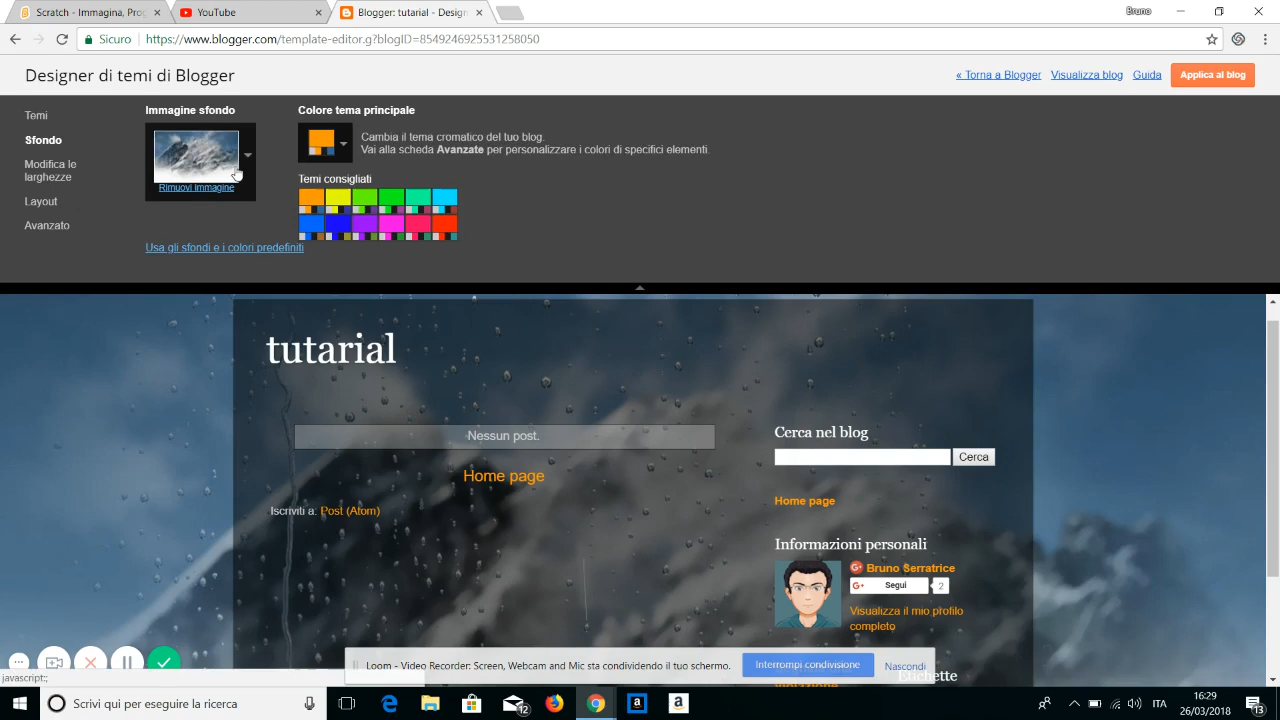 Scratch - Immagina, Prog
YouTube
Blogger: tutarial - Design
Bruno
Sicuro
https://www.blogger.com/template-editor.g?blogID=8549246925531258050
Designer di temi di Blogger
« Torna a Blogger
Visualizza blog
Guida
Applica al blog
Temi
Sfondo
Modifica le
larghezze
Layout
Avanzato
Immagine sfondo
Rimuovi immagine
Usa gli sfondi e i colori predefiniti
Colore tema principale
Cambia il tema cromatico del tuo blog.
Vai alla scheda Avanzate per personalizzare i colori di specifici elementi.
Temi consigliati
tutarial
Nessun post.
Home page
Iscriviti a: Post (Atom)
Cerca nel blog
Cerca
Home page
Informazioni personali
Bruno Serratrice
G+ Segui 2
Visualizza il mio profilo
completo
Etichette
Loom - Video Recorder: Screen, Webcam and Mic sta condividendo il tuo schermo.
Interrompi condivisione
Nascondi
javascript:;
Scrivi qui per eseguire la ricerca
12
ITA
16:29
26/03/2018
13